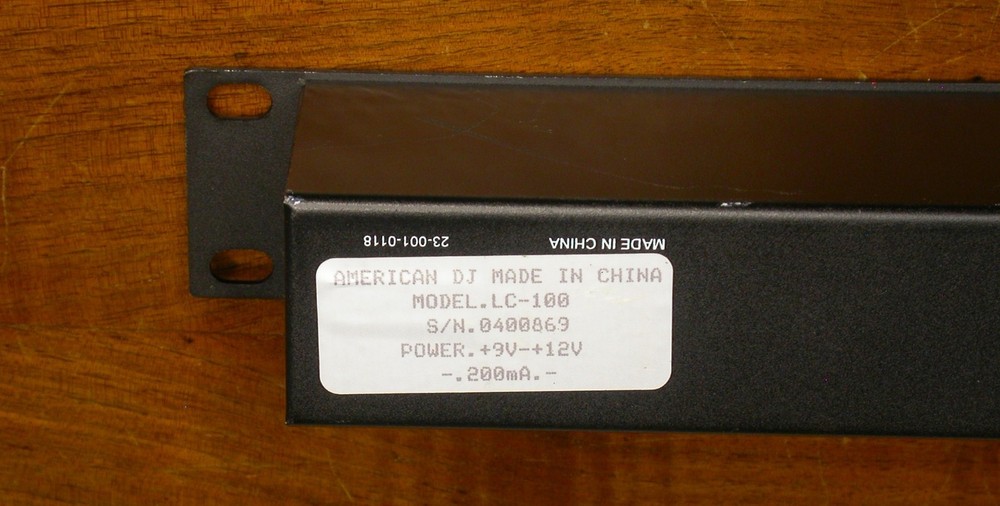 MADE IN CHINA 23-001-0118
AMERICAN DJ MADE IN CHINA
MODEL.LC-100
S/N.0400869
POWER.+9V-+12V
-.200mA.-